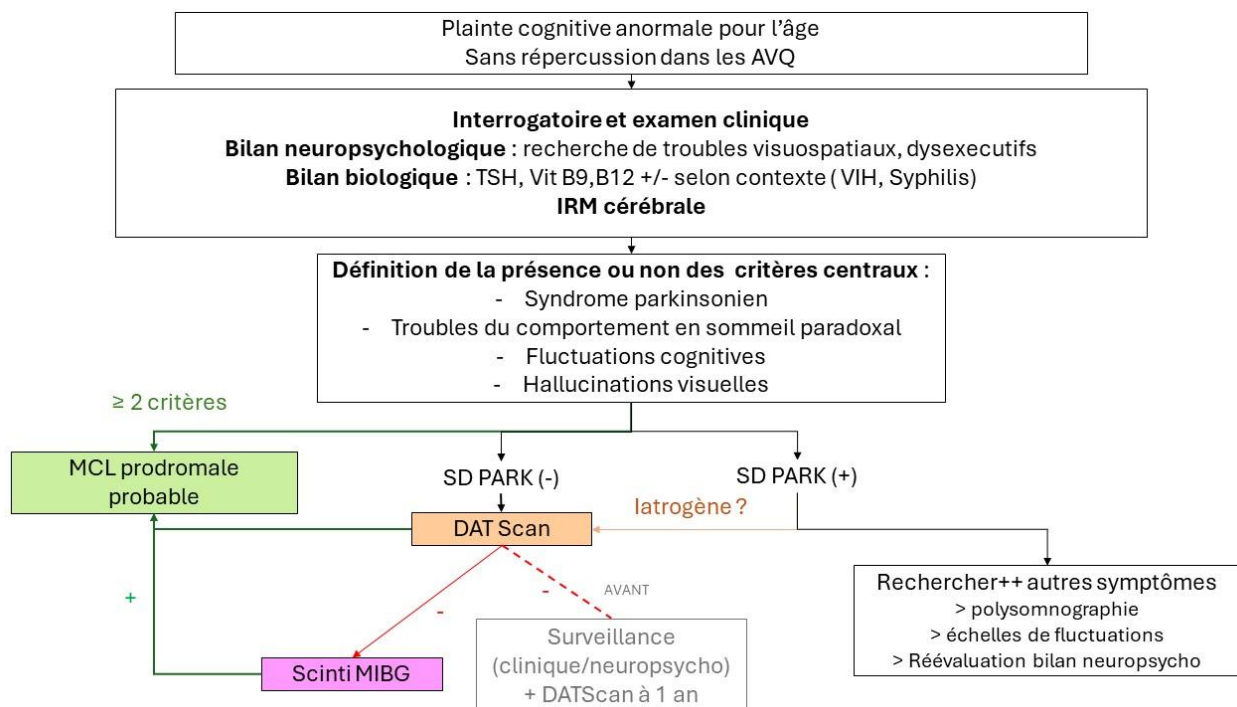 Plainte cognitive anormale pour l'âge
Sans répercussion dans les AVQ
Interrogatoire et examen clinique
Bilan neuropsychologique : recherche de troubles visuospatiaux, dysexecutifs
Bilan biologique : TSH, Vit B9,B12 +/- selon contexte ( VIH, Syphilis)
IRM cérébrale
Définition de la présence ou non des critères centraux :
- Syndrome parkinsonien
- Troubles du comportement en sommeil paradoxal
- Fluctuations cognitives
- Hallucinations visuelles
≥ 2 critères
MCL prodromale
probable
SD PARK (-)
SD PARK (+)
Iatrogène ?
DAT Scan
Rechercher++ autres symptômes
> polysomnographie
> échelles de fluctuations
> Réévaluation bilan neuropsycho
+
-
-
AVANT
Surveillance
(clinique/neuropsycho)
+ DATScan à 1 an
Scinti MIBG